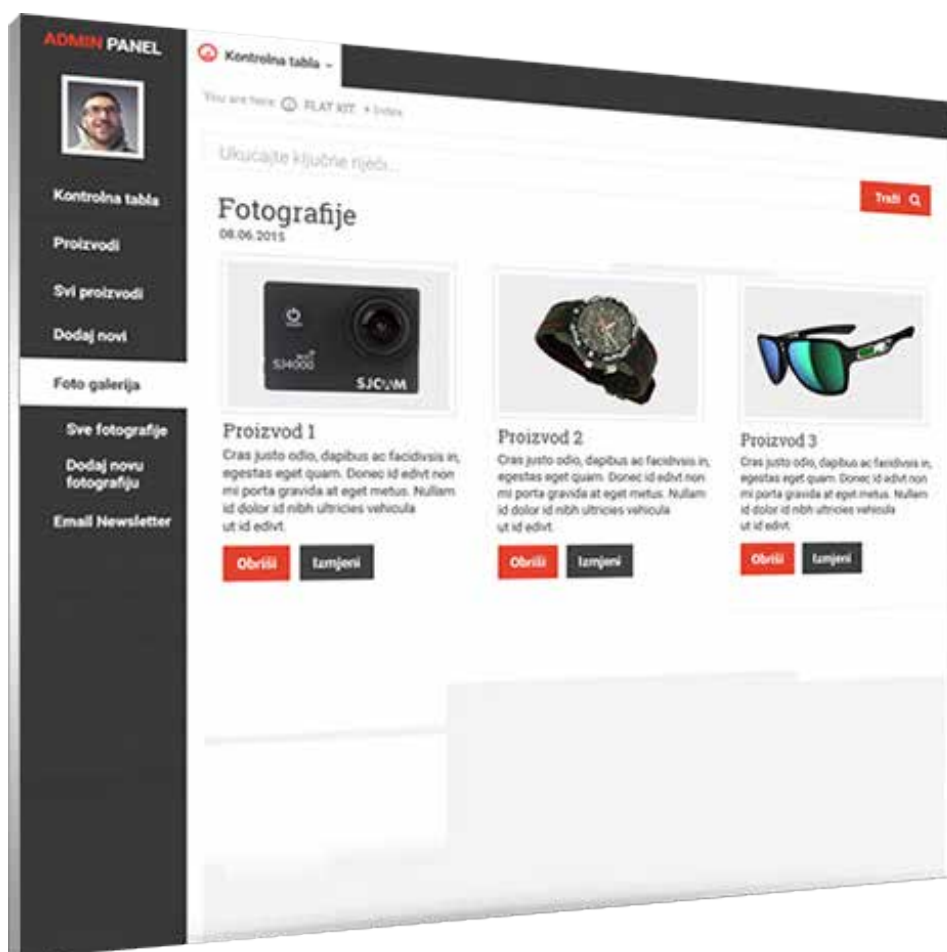 ADMIN PANEL
Kontrolna tabla
Proizvodi
Svi proizvodi
Dodaj novi
Foto galerija
Sve fotografije
Dodaj novu
fotografiju
Email Newsletter
Kontrolna tabla
You are here: FLAT KIT + Index
Ukucajte ključne riječi...
Traži
Fotografije
08.06.2015
SJ4000
SJCAM
Proizvod 1
Cras justo odio, dapibus ac facidivsis in,
egestas eget quam. Donec id edivt non
mi porta gravida at eget metus. Nullam
id dolor id nibh ultricies vehicula
ut id edivt.
Obriši
Izmjeni
Proizvod 2
Cras justo odio, dapibus ac facidivsis in,
egestas eget quam. Donec id edivt non
mi porta gravida at eget metus. Nullam
id dolor id nibh ultricies vehicula
ut id edivt.
Obriši
Izmjeni
Proizvod 3
Cras justo odio, dapibus ac facidivsis in,
egestas eget quam. Donec id edivt non
mi porta gravida at eget metus. Nullam
id dolor id nibh ultricies vehicula
ut id edivt.
Obriši
Izmjeni